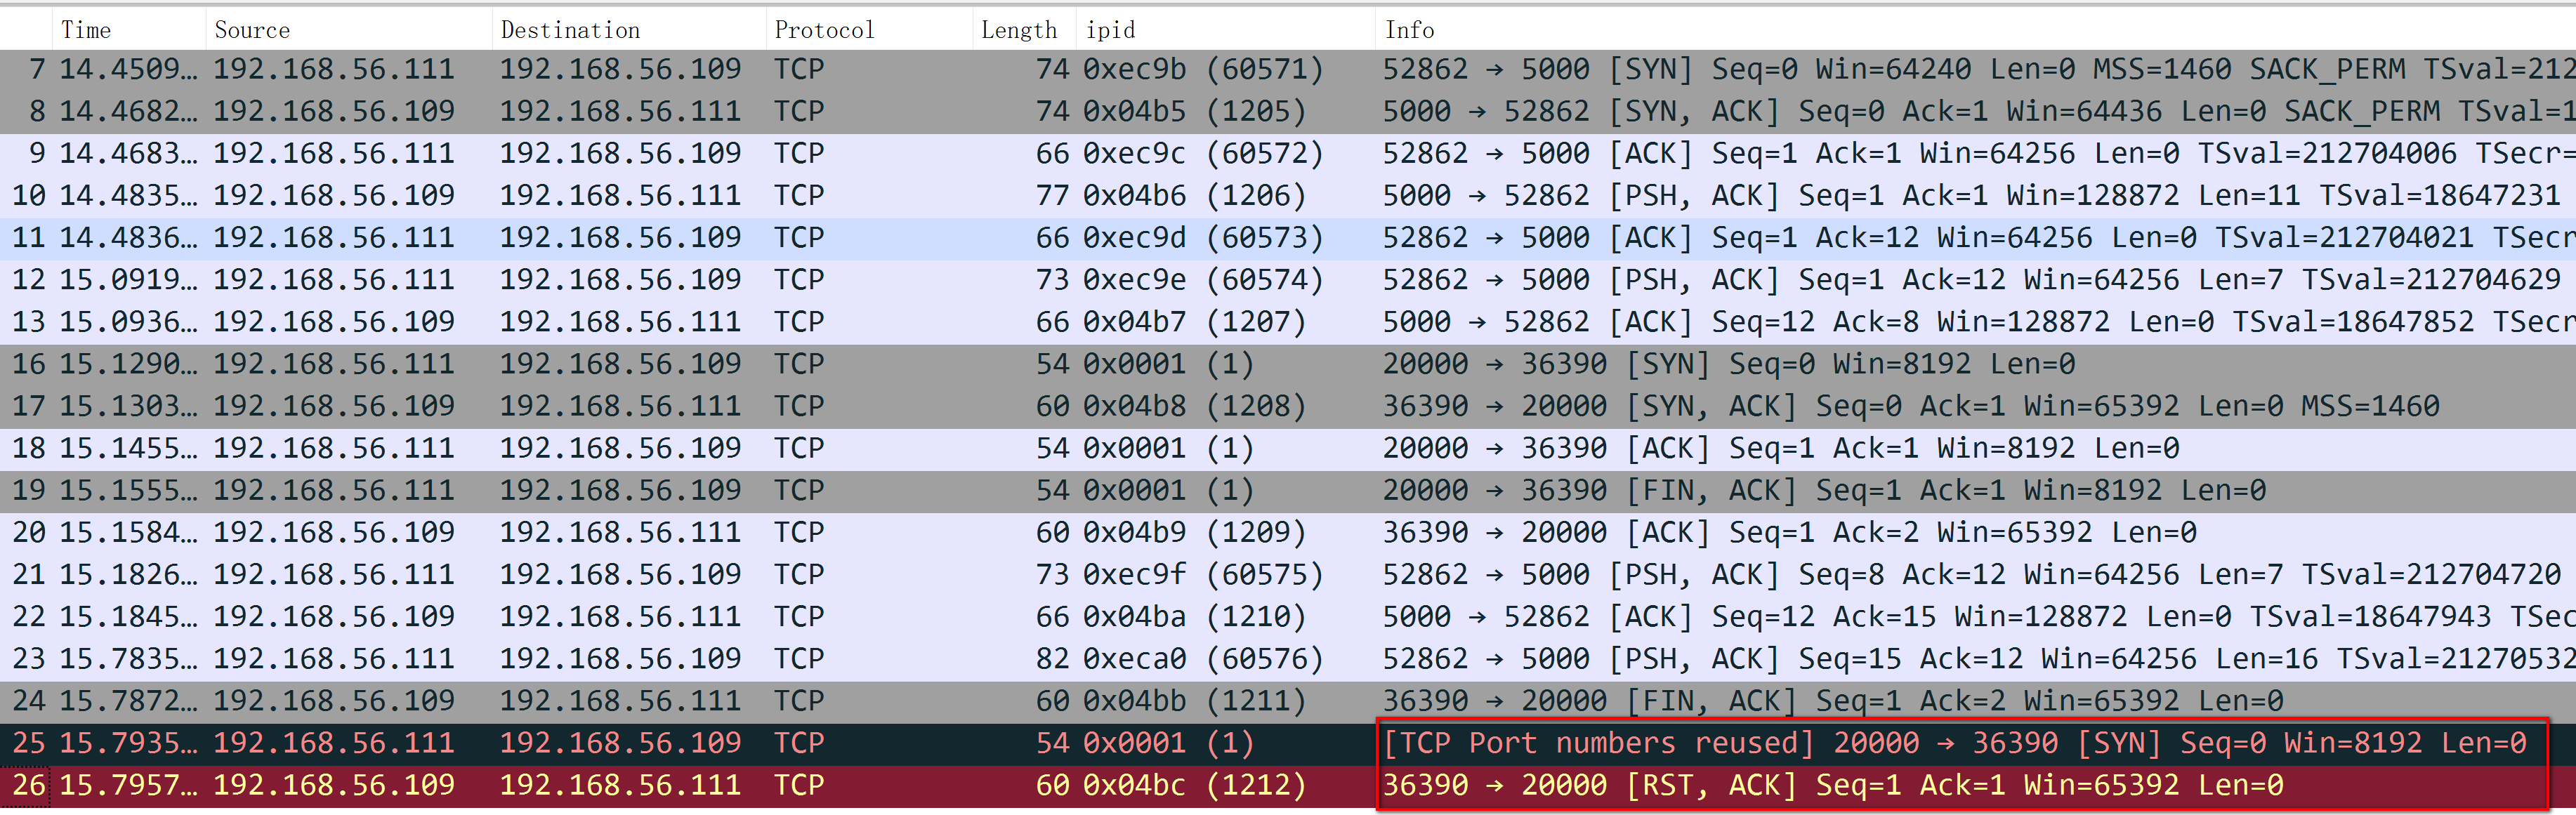 Time Source Destination Protocol Length ipid Info
7 14.4509… 192.168.56.111 192.168.56.109 TCP 74 0xec9b (60571) 52862 → 5000 [SYN] Seq=0 Win=64240 Len=0 MSS=1460 SACK_PERM TSval=212
8 14.4682… 192.168.56.109 192.168.56.111 TCP 74 0x04b5 (1205) 5000 → 52862 [SYN, ACK] Seq=0 Ack=1 Win=64436 Len=0 SACK_PERM TSval=1
9 14.4683… 192.168.56.111 192.168.56.109 TCP 66 0xec9c (60572) 52862 → 5000 [ACK] Seq=1 Ack=1 Win=64256 Len=0 TSval=212704006 TSecr=
10 14.4835… 192.168.56.109 192.168.56.111 TCP 77 0x04b6 (1206) 5000 → 52862 [PSH, ACK] Seq=1 Ack=1 Win=128872 Len=11 TSval=18647231
11 14.4836… 192.168.56.111 192.168.56.109 TCP 66 0xec9d (60573) 52862 → 5000 [ACK] Seq=1 Ack=12 Win=64256 Len=0 TSval=212704021 TSecr
12 15.0919… 192.168.56.111 192.168.56.109 TCP 73 0xec9e (60574) 52862 → 5000 [PSH, ACK] Seq=1 Ack=12 Win=64256 Len=7 TSval=212704629
13 15.0936… 192.168.56.109 192.168.56.111 TCP 66 0x04b7 (1207) 5000 → 52862 [ACK] Seq=12 Ack=8 Win=128872 Len=0 TSval=18647852 TSecr
16 15.1290… 192.168.56.111 192.168.56.109 TCP 54 0x0001 (1) 20000 → 36390 [SYN] Seq=0 Win=8192 Len=0
17 15.1303… 192.168.56.109 192.168.56.111 TCP 60 0x04b8 (1208) 36390 → 20000 [SYN, ACK] Seq=0 Ack=1 Win=65392 Len=0 MSS=1460
18 15.1455… 192.168.56.111 192.168.56.109 TCP 54 0x0001 (1) 20000 → 36390 [ACK] Seq=1 Ack=1 Win=8192 Len=0
19 15.1555… 192.168.56.111 192.168.56.109 TCP 54 0x0001 (1) 20000 → 36390 [FIN, ACK] Seq=1 Ack=1 Win=8192 Len=0
20 15.1584… 192.168.56.109 192.168.56.111 TCP 60 0x04b9 (1209) 36390 → 20000 [ACK] Seq=1 Ack=2 Win=65392 Len=0
21 15.1826… 192.168.56.111 192.168.56.109 TCP 73 0xec9f (60575) 52862 → 5000 [PSH, ACK] Seq=8 Ack=12 Win=64256 Len=7 TSval=212704720
22 15.1845… 192.168.56.109 192.168.56.111 TCP 66 0x04ba (1210) 5000 → 52862 [ACK] Seq=12 Ack=15 Win=128872 Len=0 TSval=18647943 TSec
23 15.7835… 192.168.56.111 192.168.56.109 TCP 82 0xeca0 (60576) 52862 → 5000 [PSH, ACK] Seq=15 Ack=12 Win=64256 Len=16 TSval=21270532
24 15.7872… 192.168.56.109 192.168.56.111 TCP 60 0x04bb (1211) 36390 → 20000 [FIN, ACK] Seq=1 Ack=2 Win=65392 Len=0
25 15.7935… 192.168.56.111 192.168.56.109 TCP 54 0x0001 (1) [TCP Port numbers reused] 20000 → 36390 [SYN] Seq=0 Win=8192 Len=0
26 15.7957… 192.168.56.109 192.168.56.111 TCP 60 0x04bc (1212) 36390 → 20000 [RST, ACK] Seq=1 Ack=1 Win=65392 Len=0